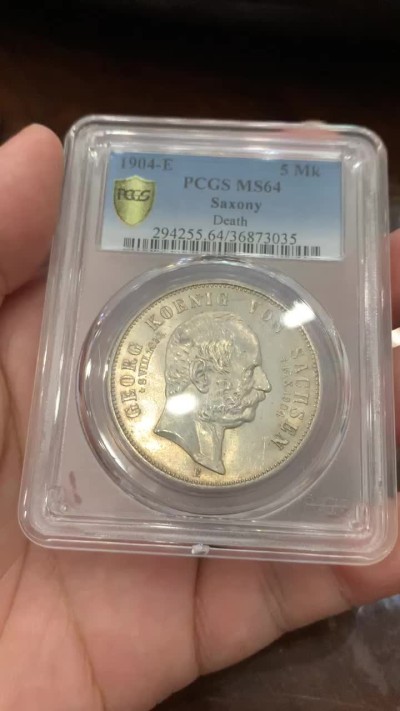 1904-E 5 Mk
PCGS MS64
Saxony
Death
294255.64/36873035
PCGS
GEORG KOENIG VON SACHSEN
E